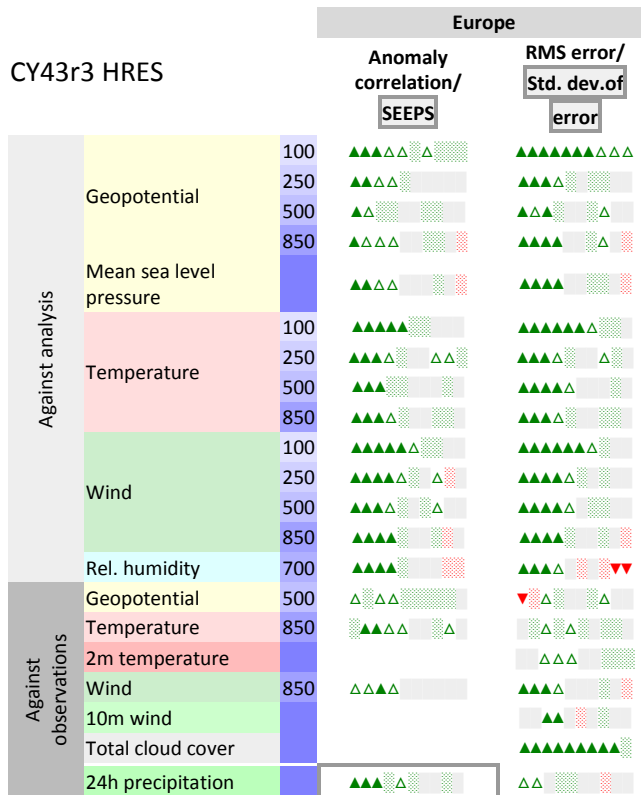 Europe
CY43r3 HRES
Anomaly
correlation/
SEEPS
RMS error/
Std. dev.of
error
Against analysis
Geopotential
100
250
500
850
Mean sea level
pressure
Temperature
100
250
500
850
Wind
100
250
500
850
Rel. humidity 700
Against
observations
Geopotential 500
Temperature 850
2m temperature
Wind 850
10m wind
Total cloud cover
24h precipitation